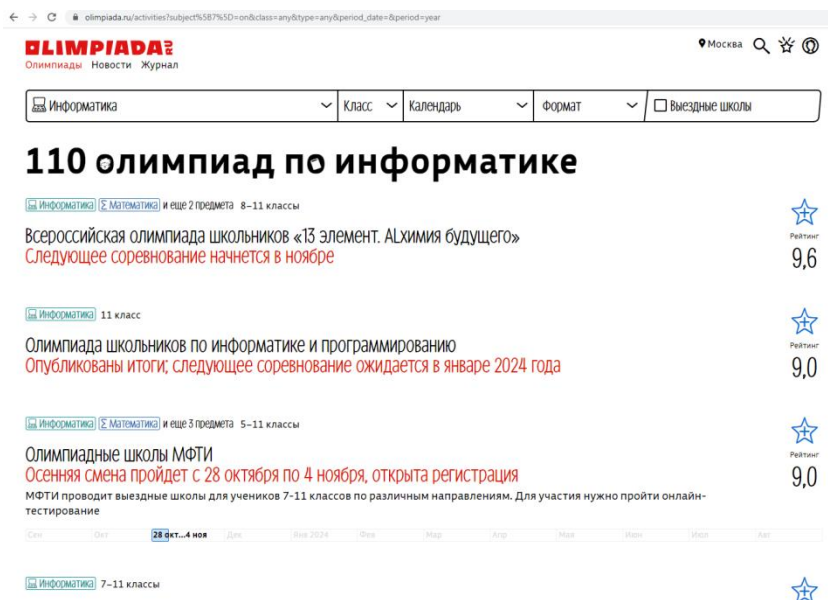 olimpiada.ru/activities?subject%5B7%5D=on&class=any&type=any&period_date=&period=year
OLIMPIADA.RU
Москва
Олимпиады Новости Журнал
Информатика Класс Календарь Формат Выездные школы
110 олимпиад по информатике
Информатика Математика и еще 2 предмета 8–11 классы
Всероссийская олимпиада школьников «13 элемент. ALхимия будущего»
Следующее соревнование начнется в ноябре
Рейтинг
9,6
Информатика 11 класс
Олимпиада школьников по информатике и программированию
Опубликованы итоги; следующее соревнование ожидается в январе 2024 года
Рейтинг
9,0
Информатика Математика и еще 3 предмета 5–11 классы
Олимпиадные школы МФТИ
Осенняя смена пройдет с 28 октября по 4 ноября, открыта регистрация
Рейтинг
9,0
МФТИ проводит выездные школы для учеников 7-11 классов по различным направлениям. Для участия нужно пройти онлайн-
тестирование
Сен Окт 28 окт...4 ноя Дек Янв 2024 Фев Мар Апр Май Июн Июл Авг
Информатика 7–11 классы